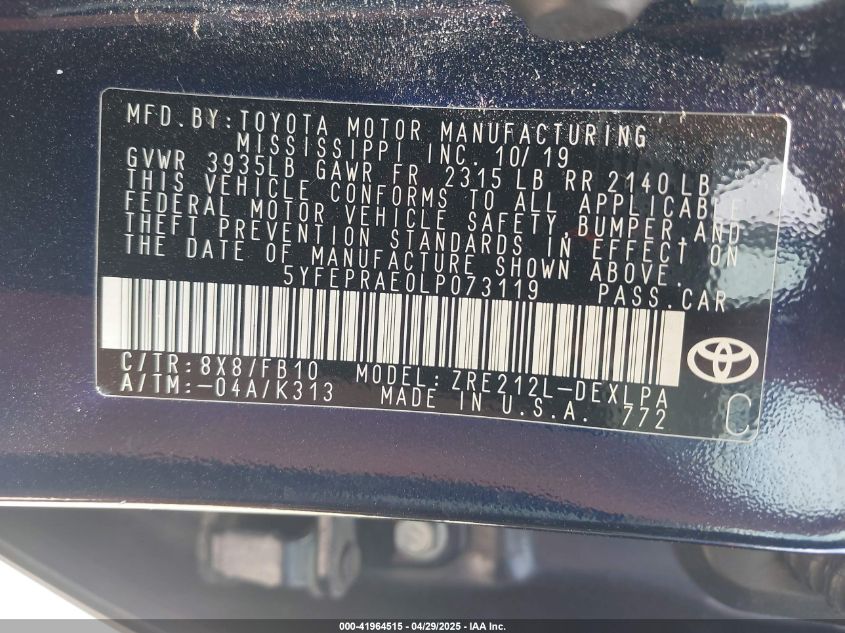 MFD.BY:TOYOTA MOTOR MANUFACTURING
MISSISSIPPI INC. 10/19
GVWR 3935LB GAWR FR 2315 LB RR 2140 LB
THIS VEHICLE CONFORMS TO ALL APPLICABLE
FEDERAL MOTOR VEHICLE SAFETY, BUMPER,AND
THEFT PREVENTION STANDARDS IN EFFECT ON
THE DATE OF MANUFACTURE SHOWN ABOVE.
5YFEPRAE0LP073119 PASS.CAR
C/TR:8X8/FB10 MODEL:ZRE212L-DEXLPA
A/TM:-04A/K313 MADE IN U.S.A. 772
C
000-41964515 - 04/29/2025 - IAA Inc.